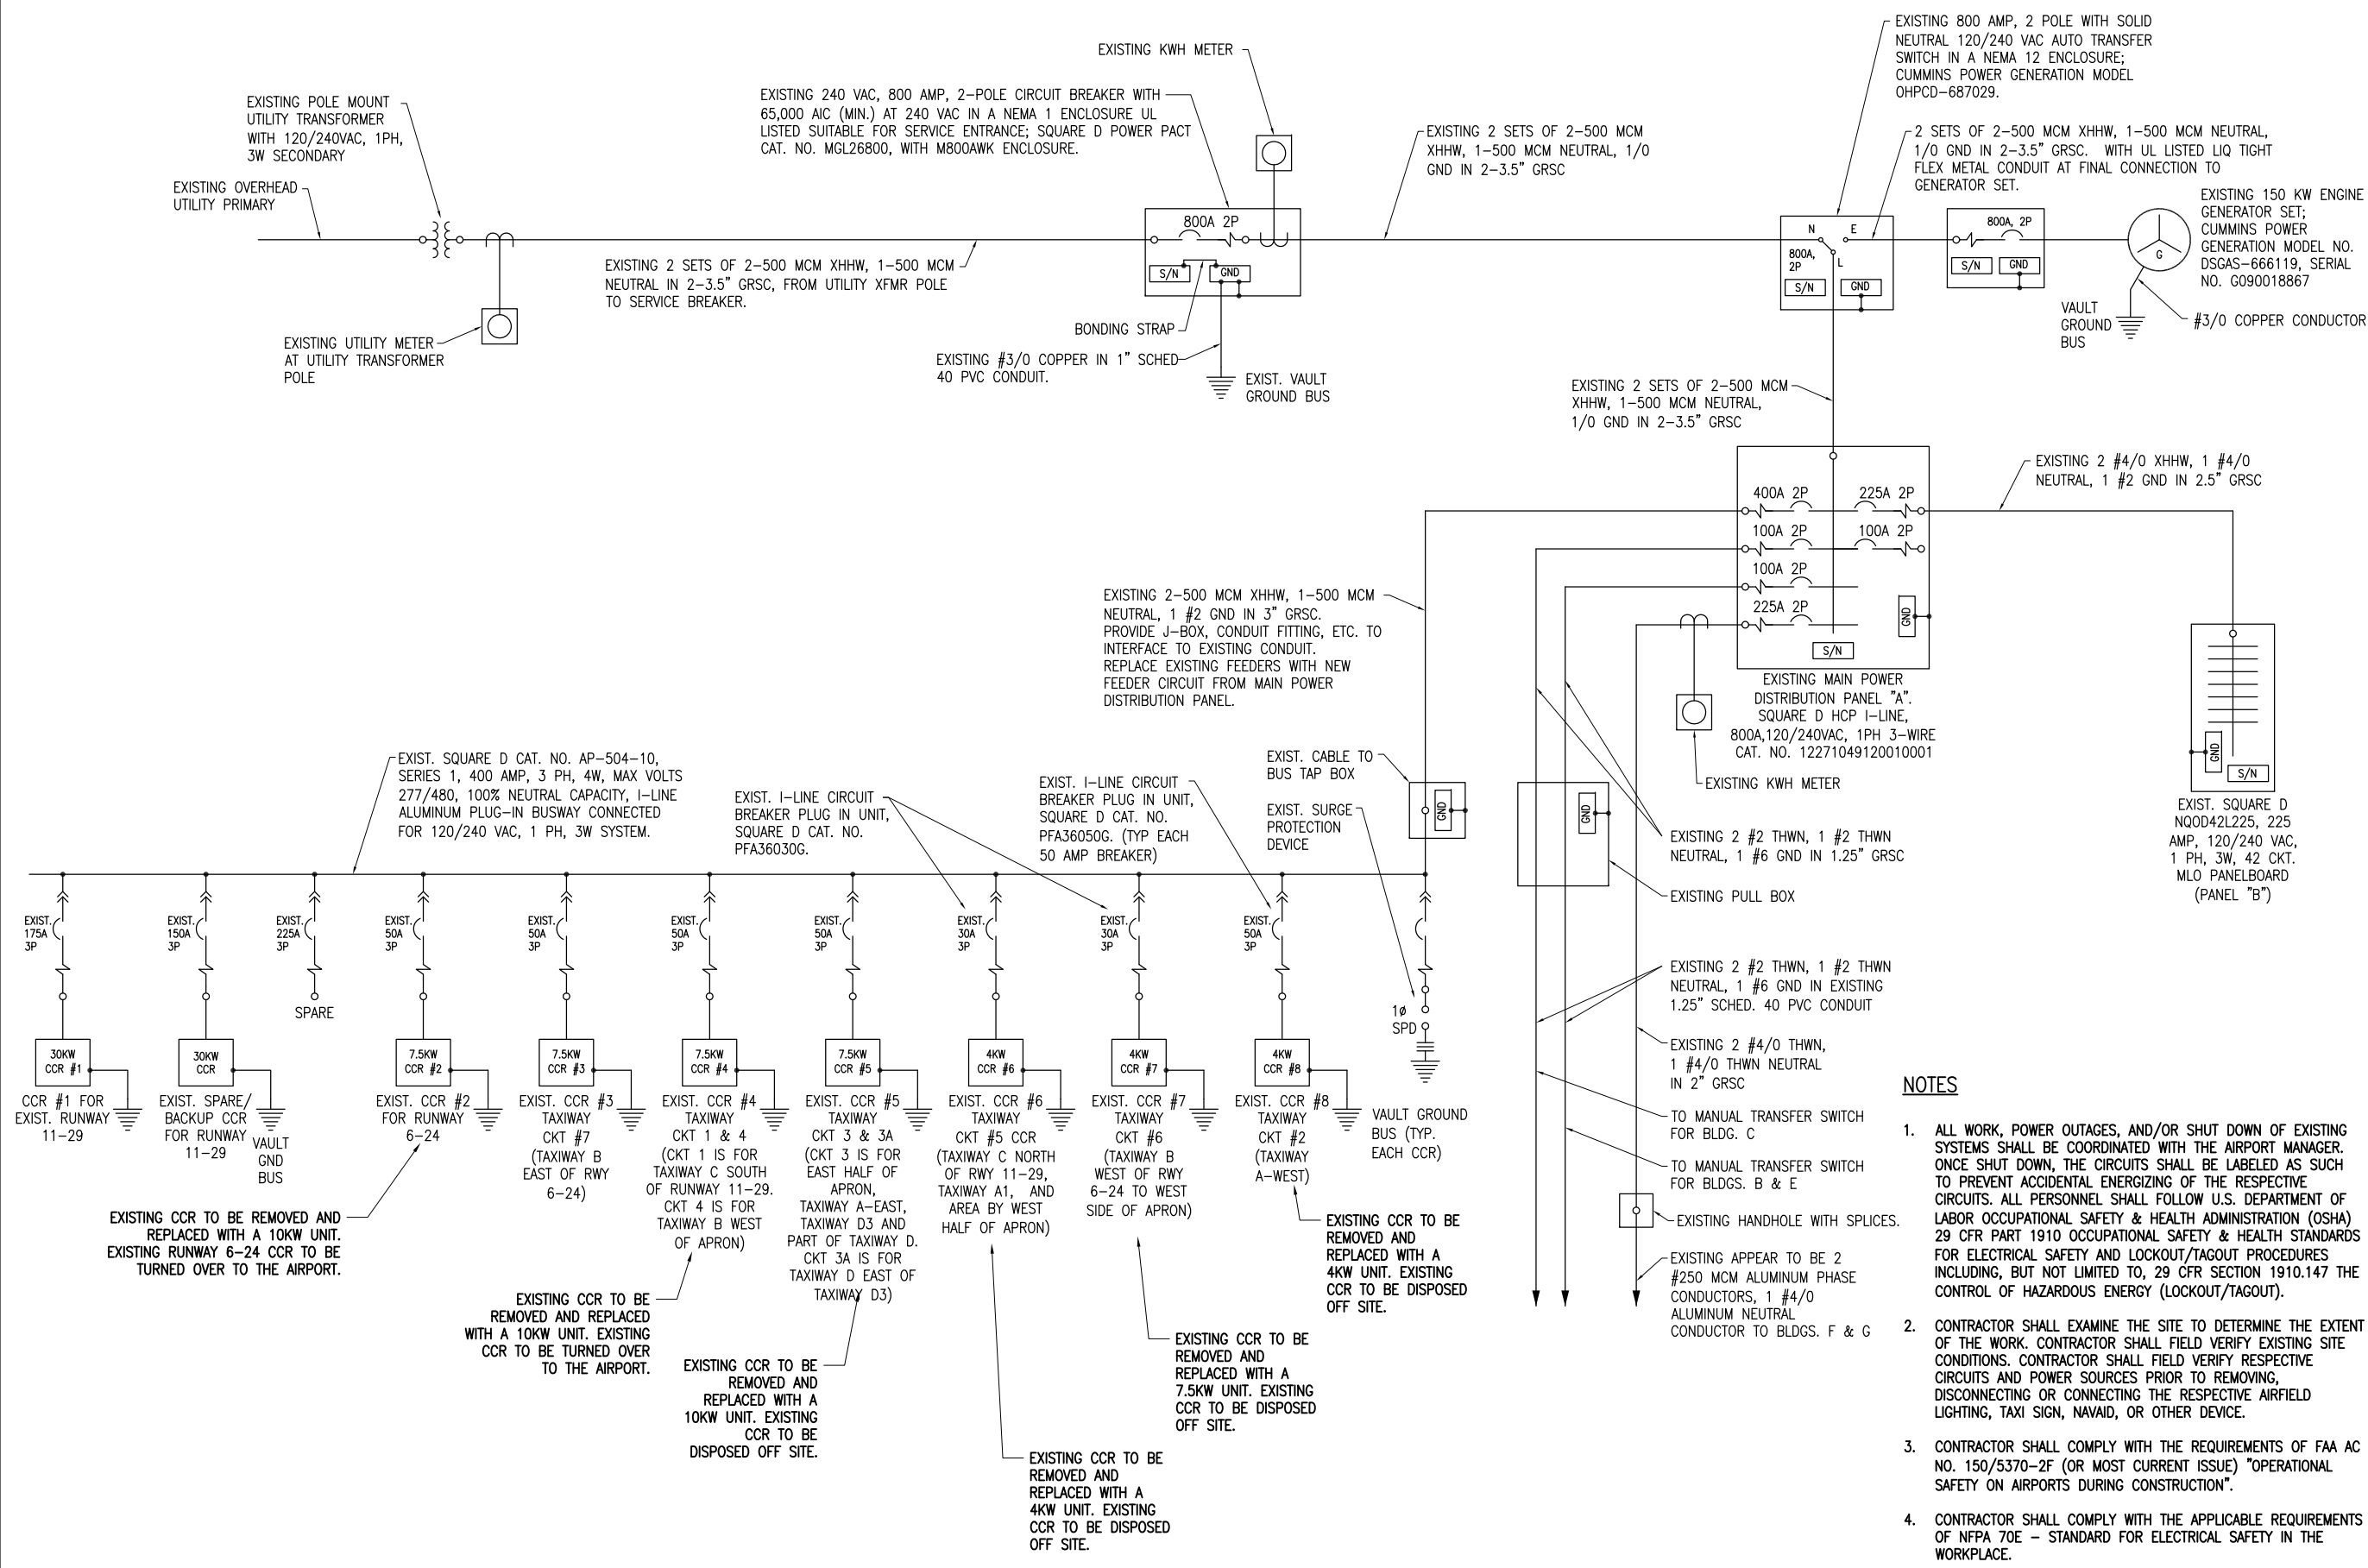 EXISTING POLE MOUNT
UTILITY TRANSFORMER
WITH 120/240VAC, 1PH,
3W SECONDARY
EXISTING OVERHEAD
UTILITY PRIMARY
EXISTING UTILITY METER
AT UTILITY TRANSFORMER
POLE
EXISTING 2 SETS OF 2-500 MCM XHHW, 1-500 MCM
NEUTRAL IN 2-3.5" GRSC, FROM UTILITY XFMR POLE
TO SERVICE BREAKER.
EXISTING KWH METER
EXISTING 240 VAC, 800 AMP, 2-POLE CIRCUIT BREAKER WITH
65,000 AIC (MIN.) AT 240 VAC IN A NEMA 1 ENCLOSURE UL
LISTED SUITABLE FOR SERVICE ENTRANCE; SQUARE D POWER PACT
CAT. NO. MGL26800, WITH M800AWK ENCLOSURE.
800A 2P
S/N
GND
BONDING STRAP
EXISTING #3/0 COPPER IN 1" SCHED
40 PVC CONDUIT.
EXIST. VAULT
GROUND BUS
EXISTING 2 SETS OF 2-500 MCM
XHHW, 1-500 MCM NEUTRAL, 1/0
GND IN 2-3.5" GRSC
EXISTING 800 AMP, 2 POLE WITH SOLID
NEUTRAL 120/240 VAC AUTO TRANSFER
SWITCH IN A NEMA 12 ENCLOSURE;
CUMMINS POWER GENERATION MODEL
OHPCD-687029.
2 SETS OF 2-500 MCM XHHW, 1-500 MCM NEUTRAL,
1/0 GND IN 2-3.5" GRSC. WITH UL LISTED LIQ TIGHT
FLEX METAL CONDUIT AT FINAL CONNECTION TO
GENERATOR SET.
N
E
800A,
2P
L
S/N
GND
800A, 2P
S/N
GND
G
EXISTING 150 KW ENGINE
GENERATOR SET;
CUMMINS POWER
GENERATION MODEL NO.
DSGAS-666119, SERIAL
NO. G090018867
VAULT
GROUND
BUS
#3/0 COPPER CONDUCTOR
EXISTING 2 SETS OF 2-500 MCM
XHHW, 1-500 MCM NEUTRAL,
1/0 GND IN 2-3.5" GRSC
400A 2P
225A 2P
100A 2P
100A 2P
100A 2P
225A 2P
GND
S/N
EXISTING MAIN POWER
DISTRIBUTION PANEL "A".
SQUARE D HCP I-LINE,
800A,120/240VAC, 1PH 3-WIRE
CAT. NO. 12271049120010001
EXISTING KWH METER
EXISTING 2 #4/0 XHHW, 1 #4/0
NEUTRAL, 1 #2 GND IN 2.5" GRSC
GND
S/N
EXIST. SQUARE D
NQOD42L225, 225
AMP, 120/240 VAC,
1 PH, 3W, 42 CKT.
MLO PANELBOARD
(PANEL "B")
EXISTING 2-500 MCM XHHW, 1-500 MCM
NEUTRAL, 1 #2 GND IN 3" GRSC.
PROVIDE J-BOX, CONDUIT FITTING, ETC. TO
INTERFACE TO EXISTING CONDUIT.
REPLACE EXISTING FEEDERS WITH NEW
FEEDER CIRCUIT FROM MAIN POWER
DISTRIBUTION PANEL.
EXIST. SQUARE D CAT. NO. AP-504-10,
SERIES 1, 400 AMP, 3 PH, 4W, MAX VOLTS
277/480, 100% NEUTRAL CAPACITY, I-LINE
ALUMINUM PLUG-IN BUSWAY CONNECTED
FOR 120/240 VAC, 1 PH, 3W SYSTEM.
EXIST. I-LINE CIRCUIT
BREAKER PLUG IN UNIT,
SQUARE D CAT. NO.
PFA36030G.
EXIST. I-LINE CIRCUIT
BREAKER PLUG IN UNIT,
SQUARE D CAT. NO.
PFA36050G. (TYP EACH
50 AMP BREAKER)
EXIST. CABLE TO
BUS TAP BOX
EXIST. SURGE
PROTECTION
DEVICE
GND
GND
EXISTING 2 #2 THWN, 1 #2 THWN
NEUTRAL, 1 #6 GND IN 1.25" GRSC
EXISTING PULL BOX
EXISTING 2 #2 THWN, 1 #2 THWN
NEUTRAL, 1 #6 GND IN EXISTING
1.25" SCHED. 40 PVC CONDUIT
EXISTING 2 #4/0 THWN,
1 #4/0 THWN NEUTRAL
IN 2" GRSC
TO MANUAL TRANSFER SWITCH
FOR BLDG. C
TO MANUAL TRANSFER SWITCH
FOR BLDGS. B & E
EXISTING HANDHOLE WITH SPLICES.
EXISTING APPEAR TO BE 2
#250 MCM ALUMINUM PHASE
CONDUCTORS, 1 #4/0
ALUMINUM NEUTRAL
CONDUCTOR TO BLDGS. F & G
EXIST.
175A
3P
EXIST.
150A
3P
EXIST.
225A
3P
EXIST.
50A
3P
EXIST.
50A
3P
EXIST.
50A
3P
EXIST.
50A
3P
EXIST.
30A
3P
EXIST.
30A
3P
EXIST.
50A
3P
SPARE
1ø
SPD
30KW
CCR #1
30KW
CCR
7.5KW
CCR #2
7.5KW
CCR #3
7.5KW
CCR #4
7.5KW
CCR #5
4KW
CCR #6
4KW
CCR #7
4KW
CCR #8
CCR #1 FOR
EXIST. RUNWAY
11-29
EXIST. SPARE/
BACKUP CCR
FOR RUNWAY
11-29
VAULT
GND
BUS
EXIST. CCR #2
FOR RUNWAY
6-24
EXIST. CCR #3
TAXIWAY
CKT #7
(TAXIWAY B
EAST OF RWY
6-24)
EXIST. CCR #4
TAXIWAY
CKT 1 & 4
(CKT 1 IS FOR
TAXIWAY C SOUTH
OF RUNWAY 11-29.
CKT 4 IS FOR
TAXIWAY B WEST
OF APRON)
EXIST. CCR #5
TAXIWAY
CKT 3 & 3A
(CKT 3 IS FOR
EAST HALF OF
APRON,
TAXIWAY A-EAST,
TAXIWAY D3 AND
PART OF TAXIWAY D.
CKT 3A IS FOR
TAXIWAY D EAST OF
TAXIWAY D3)
EXIST. CCR #6
TAXIWAY
CKT #5 CCR
(TAXIWAY C NORTH
OF RWY 11-29,
TAXIWAY A1, AND
AREA BY WEST
HALF OF APRON)
EXIST. CCR #7
TAXIWAY
CKT #6
(TAXIWAY B
WEST OF RWY
6-24 TO WEST
SIDE OF APRON)
EXIST. CCR #8
TAXIWAY
CKT #2
(TAXIWAY
A-WEST)
VAULT GROUND
BUS (TYP.
EACH CCR)
EXISTING CCR TO BE REMOVED AND
REPLACED WITH A 10KW UNIT.
EXISTING RUNWAY 6-24 CCR TO BE
TURNED OVER TO THE AIRPORT.
EXISTING CCR TO BE
REMOVED AND REPLACED
WITH A 10KW UNIT. EXISTING
CCR TO BE TURNED OVER
TO THE AIRPORT.
EXISTING CCR TO BE
REMOVED AND
REPLACED WITH A
10KW UNIT. EXISTING
CCR TO BE
DISPOSED OFF SITE.
EXISTING CCR TO BE
REMOVED AND
REPLACED WITH A
4KW UNIT. EXISTING
CCR TO BE DISPOSED
OFF SITE.
EXISTING CCR TO BE
REMOVED AND
REPLACED WITH A
7.5KW UNIT. EXISTING
CCR TO BE DISPOSED
OFF SITE.
EXISTING CCR TO BE
REMOVED AND
REPLACED WITH A
4KW UNIT. EXISTING
CCR TO BE DISPOSED
OFF SITE.
NOTES
1. ALL WORK, POWER OUTAGES, AND/OR SHUT DOWN OF EXISTING
SYSTEMS SHALL BE COORDINATED WITH THE AIRPORT MANAGER.
ONCE SHUT DOWN, THE CIRCUITS SHALL BE LABELED AS SUCH
TO PREVENT ACCIDENTAL ENERGIZING OF THE RESPECTIVE
CIRCUITS. ALL PERSONNEL SHALL FOLLOW U.S. DEPARTMENT OF
LABOR OCCUPATIONAL SAFETY & HEALTH ADMINISTRATION (OSHA)
29 CFR PART 1910 OCCUPATIONAL SAFETY & HEALTH STANDARDS
FOR ELECTRICAL SAFETY AND LOCKOUT/TAGOUT PROCEDURES
INCLUDING, BUT NOT LIMITED TO, 29 CFR SECTION 1910.147 THE
CONTROL OF HAZARDOUS ENERGY (LOCKOUT/TAGOUT).
2. CONTRACTOR SHALL EXAMINE THE SITE TO DETERMINE THE EXTENT
OF THE WORK. CONTRACTOR SHALL FIELD VERIFY EXISTING SITE
CONDITIONS. CONTRACTOR SHALL FIELD VERIFY RESPECTIVE
CIRCUITS AND POWER SOURCES PRIOR TO REMOVING,
DISCONNECTING OR CONNECTING THE RESPECTIVE AIRFIELD
LIGHTING, TAXI SIGN, NAVAID, OR OTHER DEVICE.
3. CONTRACTOR SHALL COMPLY WITH THE REQUIREMENTS OF FAA AC
NO. 150/5370-2F (OR MOST CURRENT ISSUE) "OPERATIONAL
SAFETY ON AIRPORTS DURING CONSTRUCTION".
4. CONTRACTOR SHALL COMPLY WITH THE APPLICABLE REQUIREMENTS
OF NFPA 70E - STANDARD FOR ELECTRICAL SAFETY IN THE
WORKPLACE.